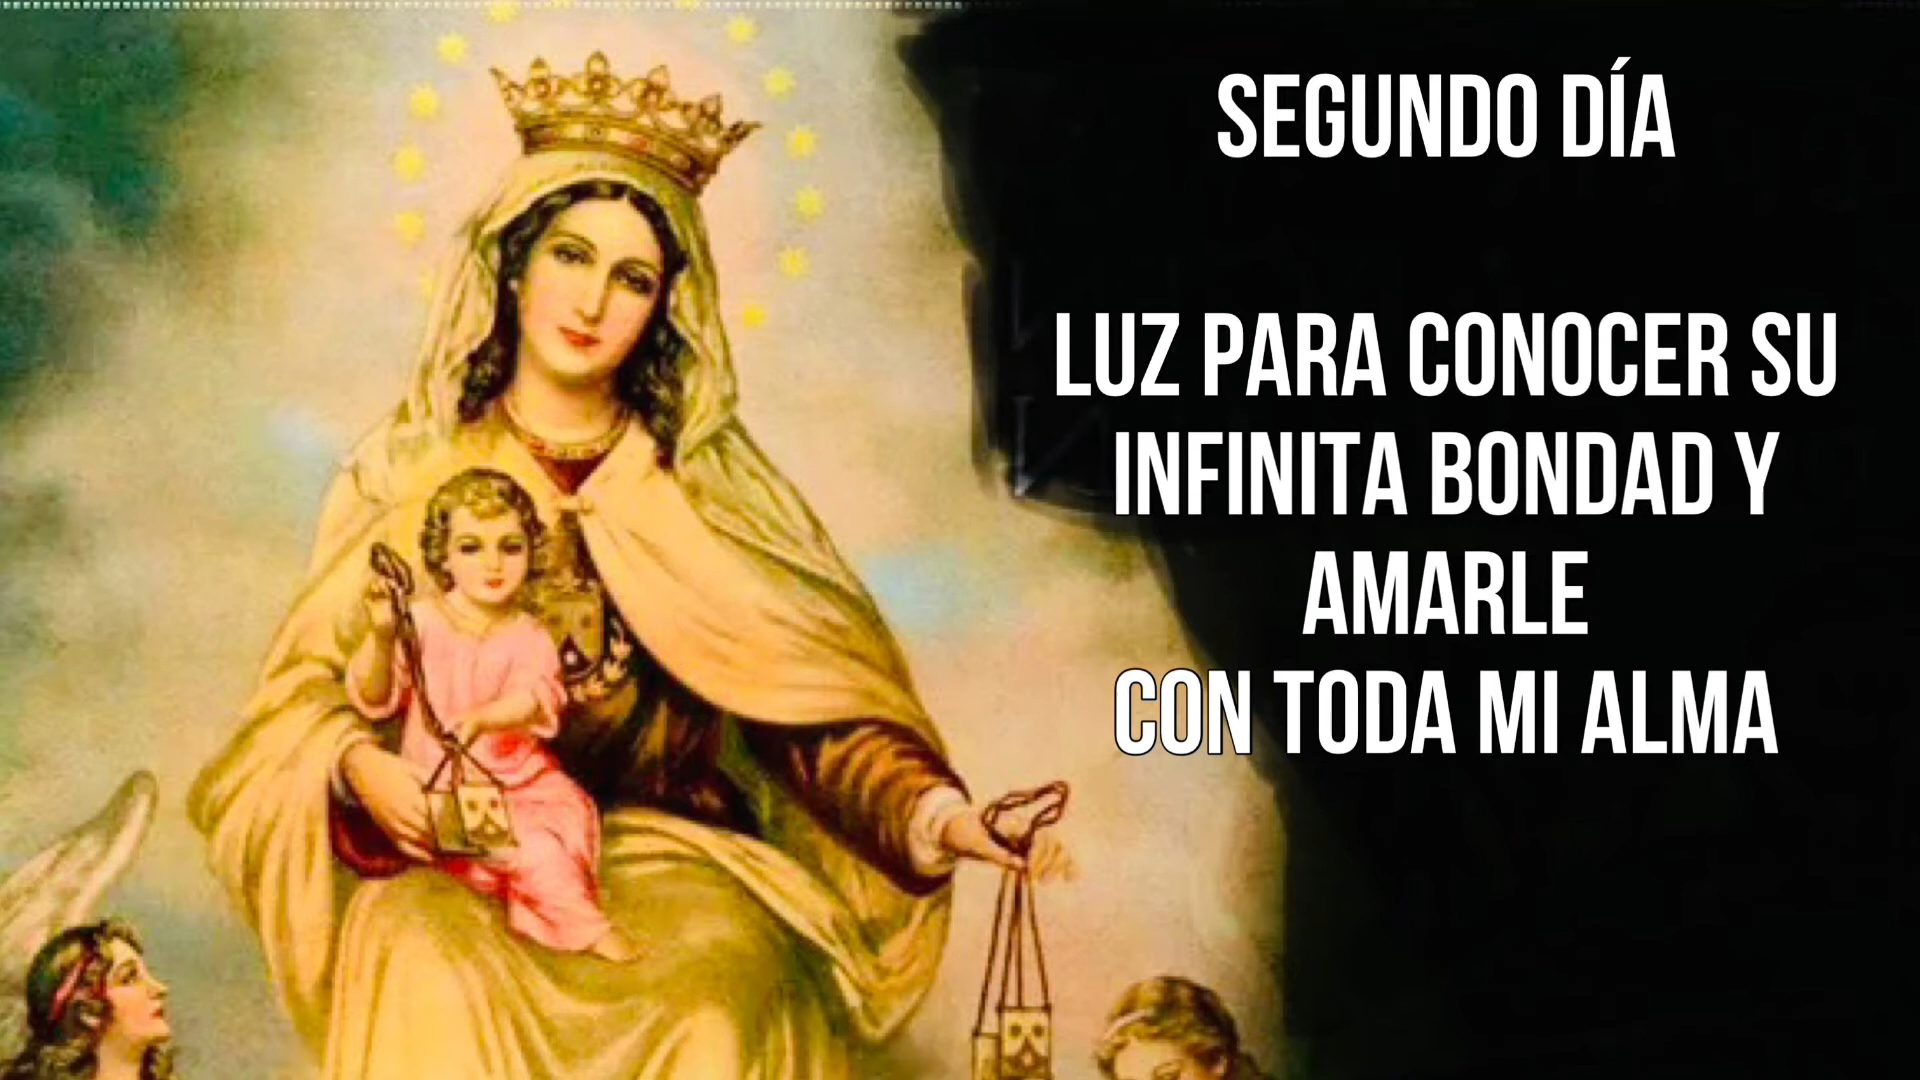 SEGUNDO DÍA
LUZ PARA CONOCER SU
INFINITA BONDAD Y
AMARLE
CON TODA MI ALMA